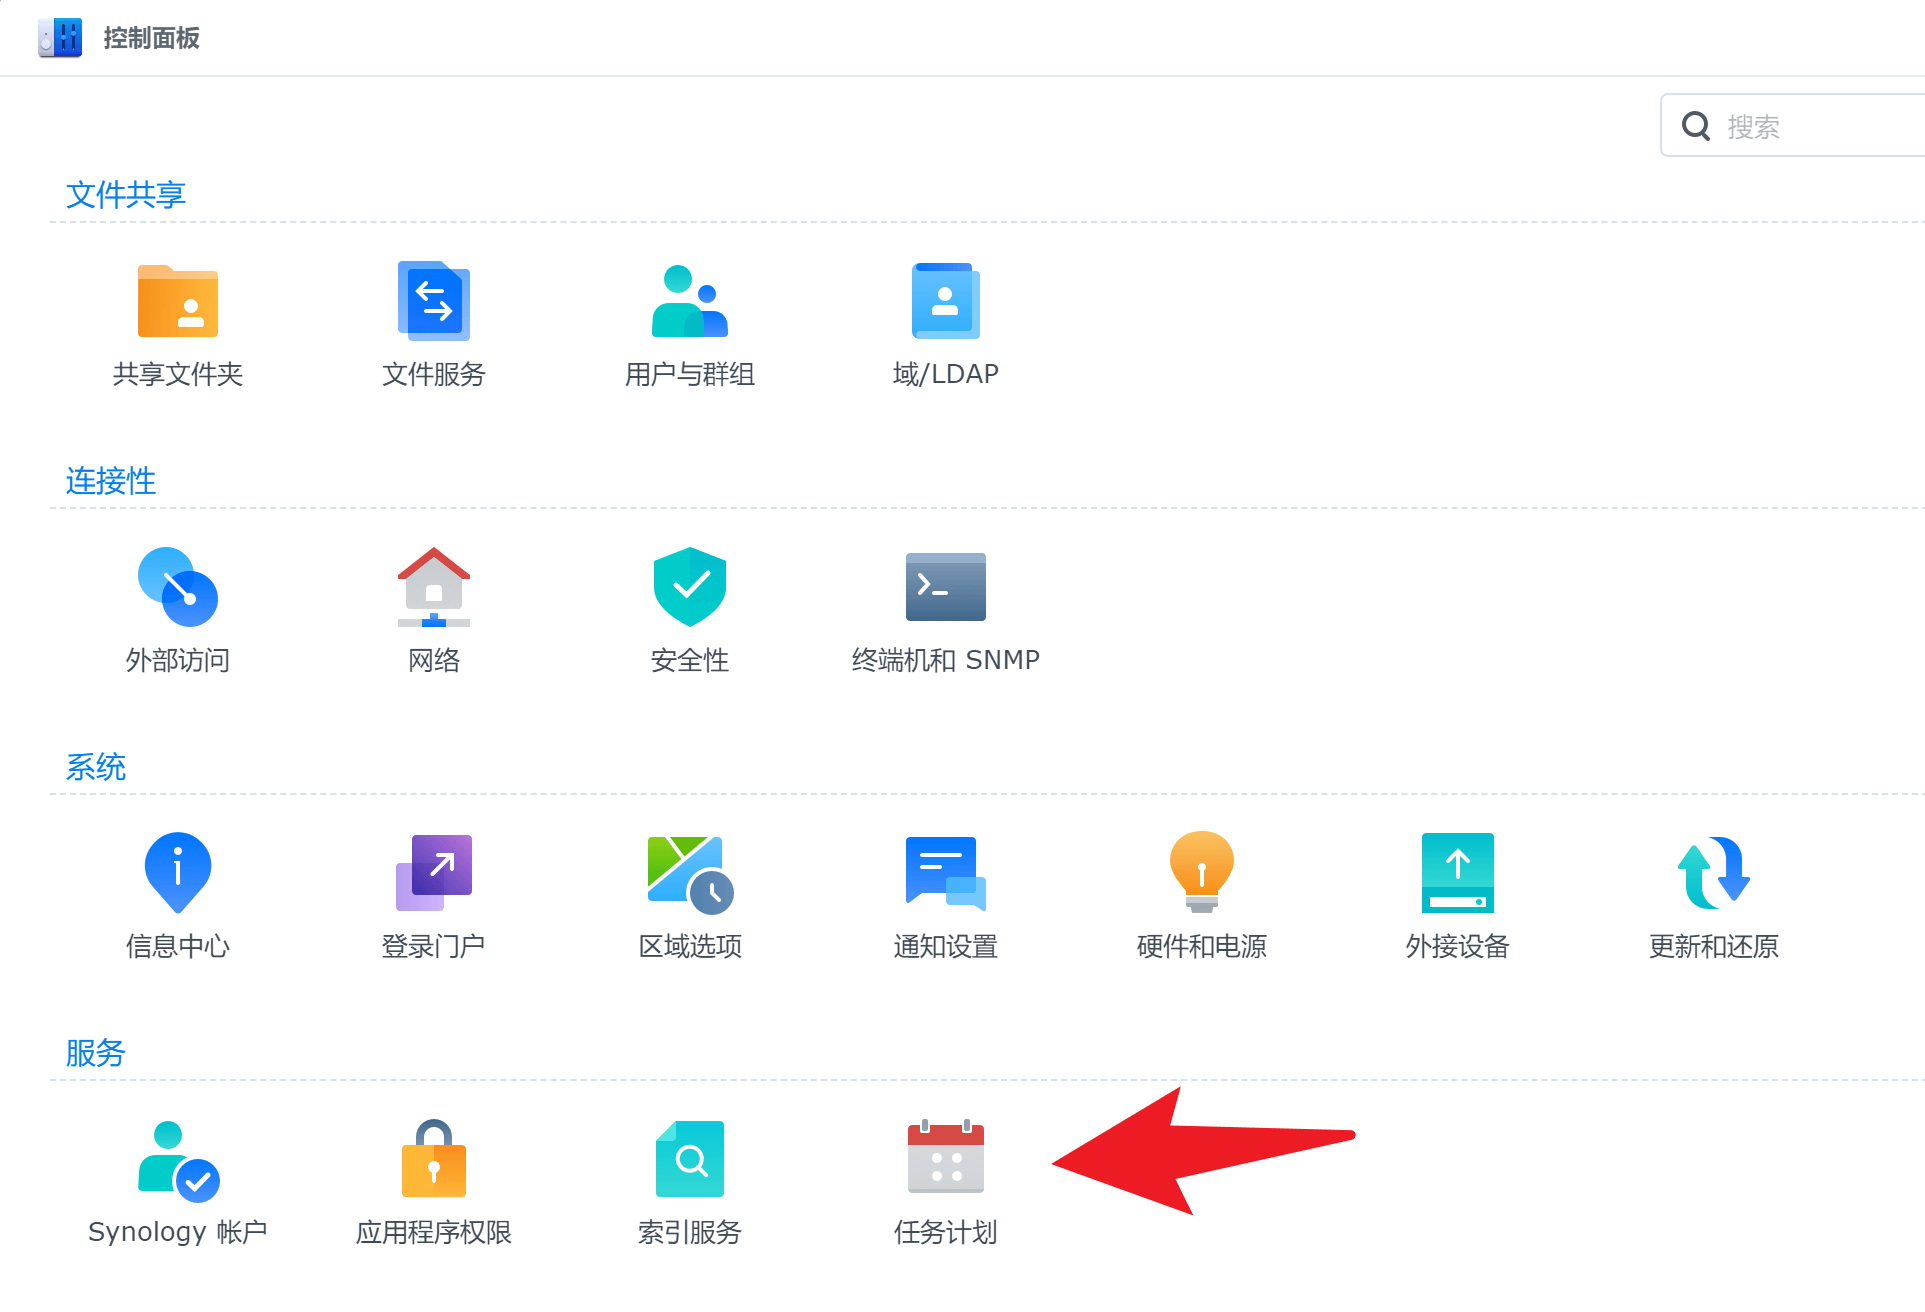 控制面板
搜索
文件共享
共享文件夹
文件服务
用户与群组
域/LDAP
连接性
外部访问
网络
安全性
终端机和 SNMP
系统
信息中心
登录门户
区域选项
通知设置
硬件和电源
外接设备
更新和还原
服务
Synology 帐户
应用程序权限
索引服务
任务计划